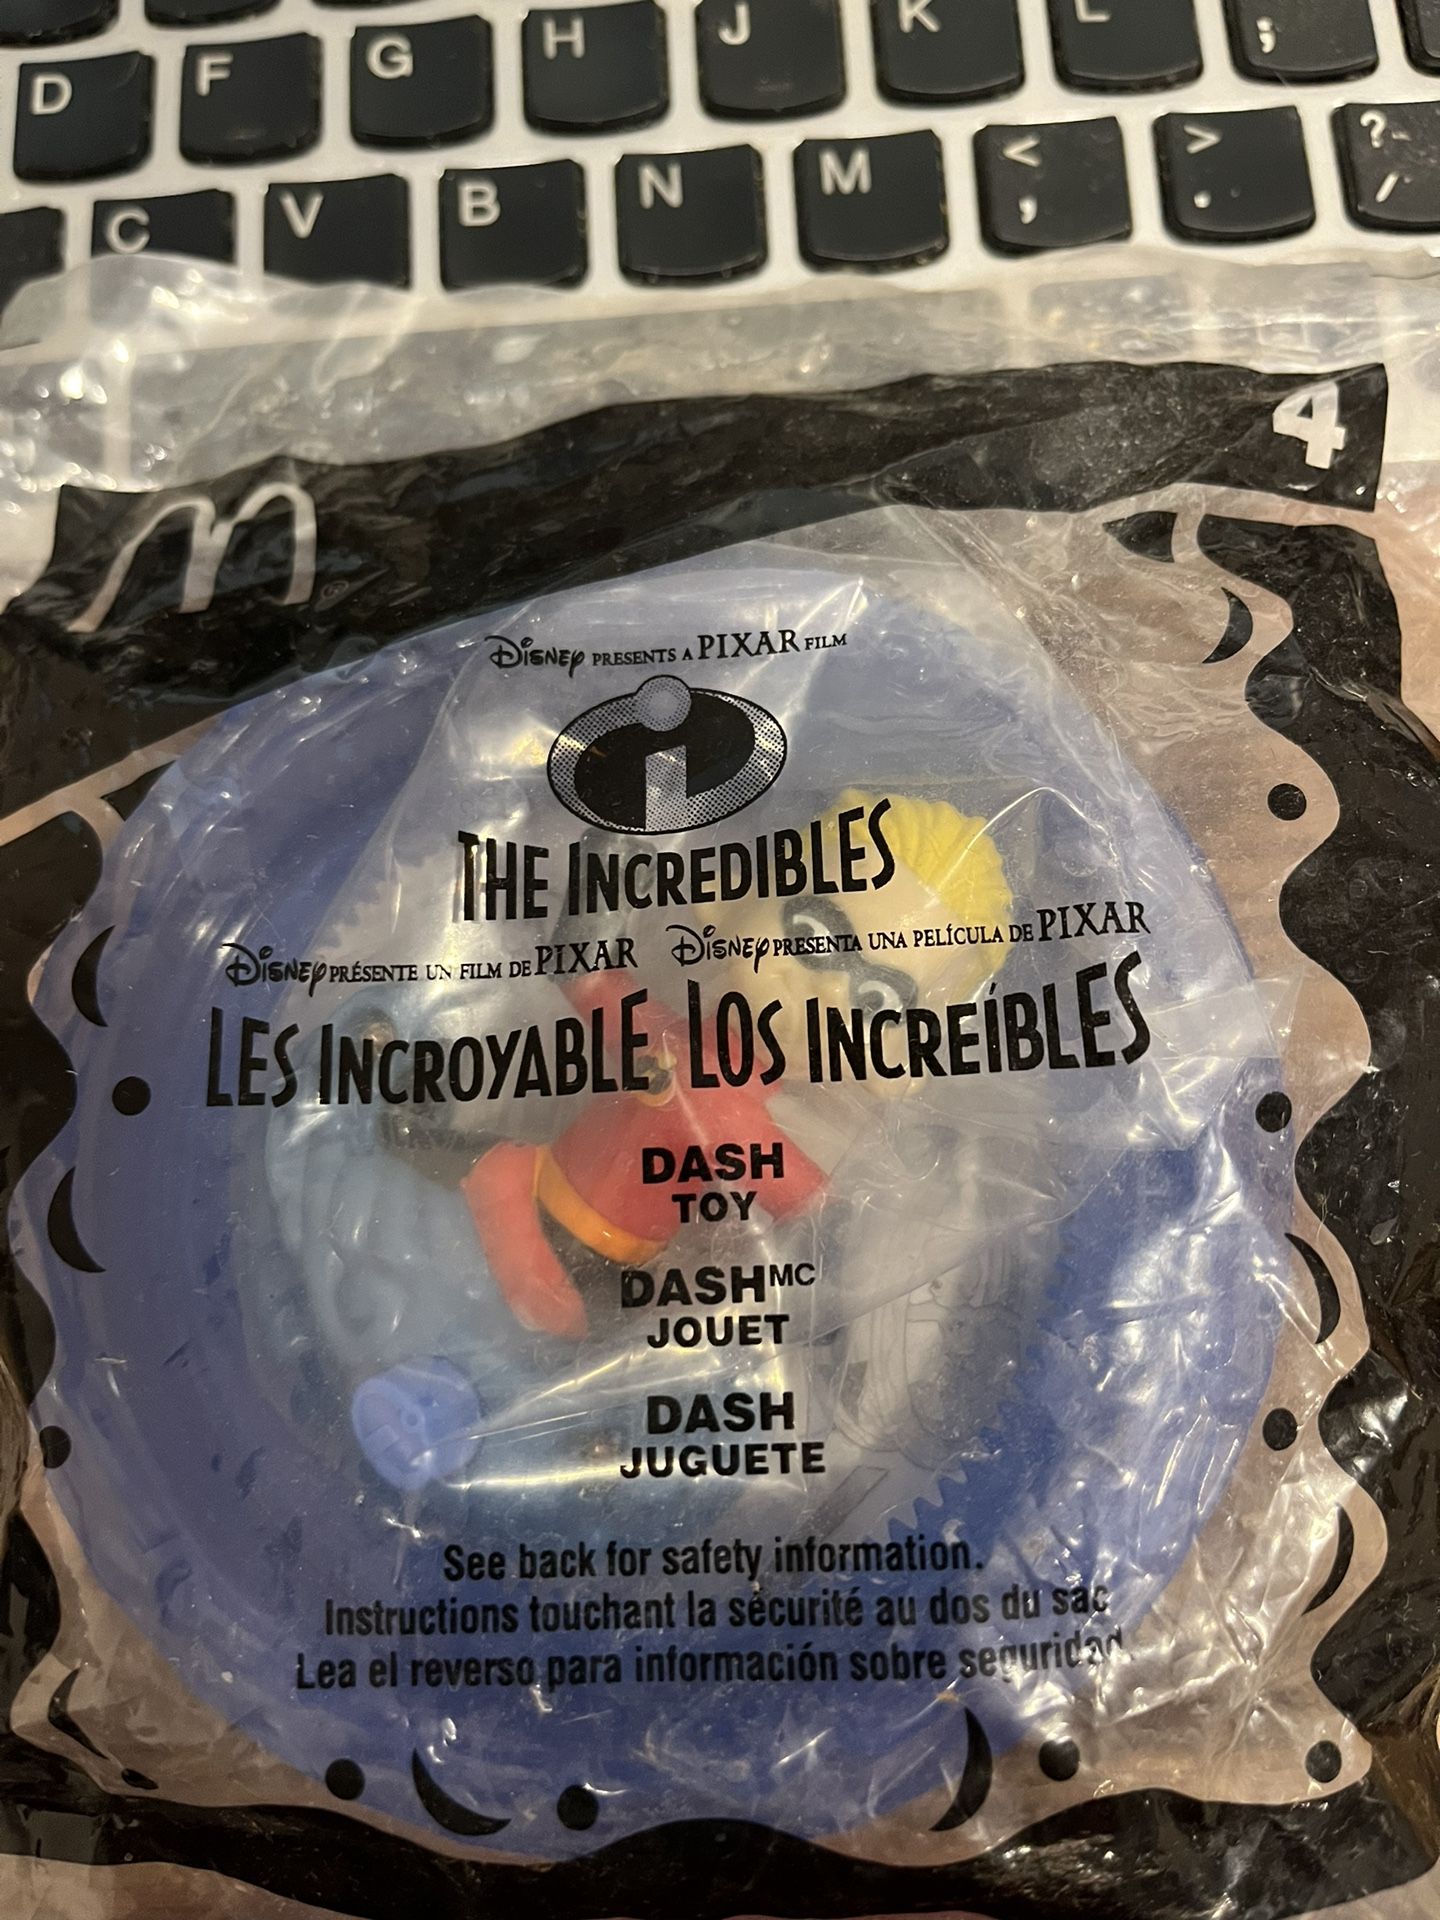 D F G H J K L ;
C V B N M < , > . ? /
4
m
DISNEY PRESENTS A PIXAR FILM
i
THE INCREDIBLES
DISNEY PRÉSENTE UN FILM DE PIXAR DISNEY PRESENTA UNA PELÍCULA DE PIXAR
LES INCROYABLE LOS INCREÍBLES
DASH
TOY
DASHMC
JOUET
DASH
JUGUETE
See back for safety information.
Instructions touchant la sécurité au dos du sac
Lea el reverso para información sobre seguridad.